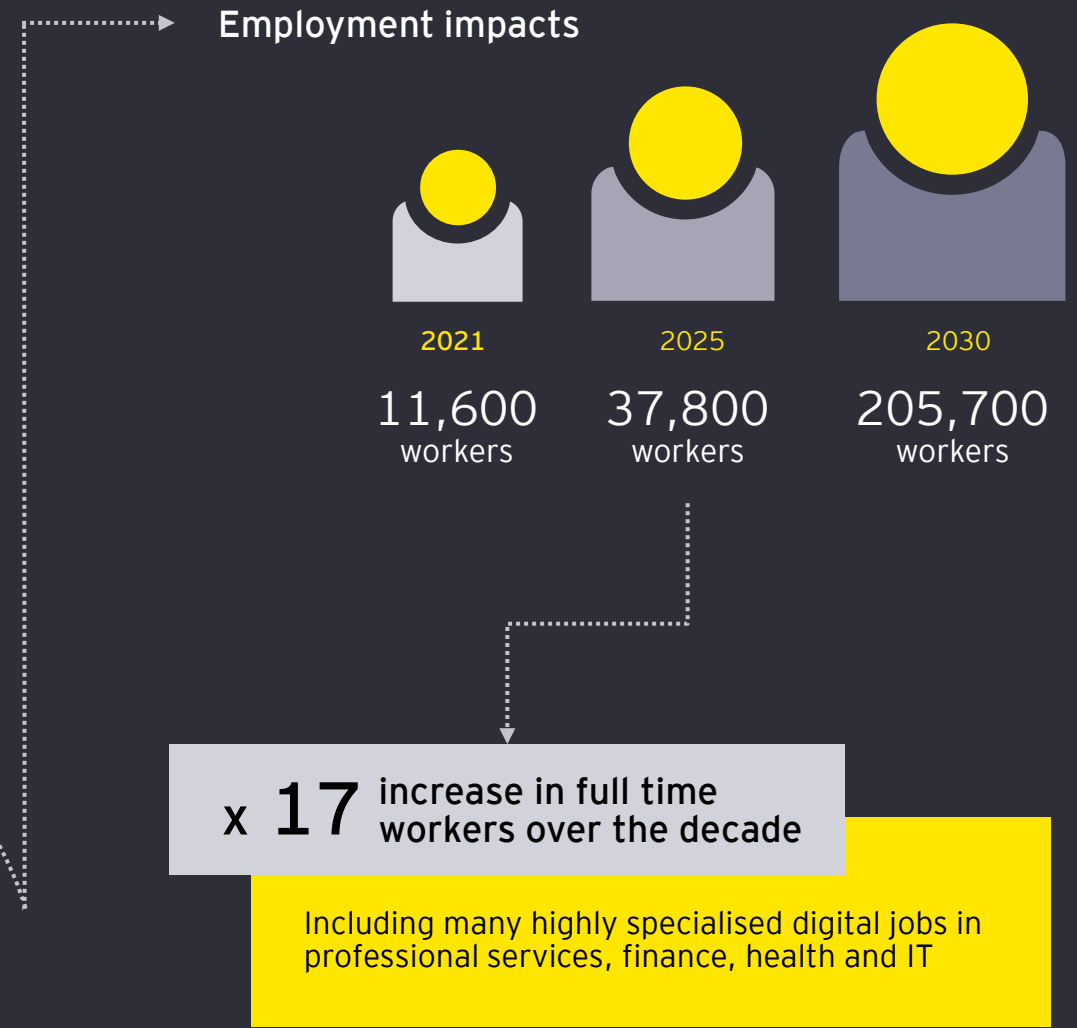 Employment impacts
2021
11,600
workers
2025
37,800
workers
2030
205,700
workers
x 17 increase in full time
workers over the decade
Including many highly specialised digital jobs in
professional services, finance, health and IT